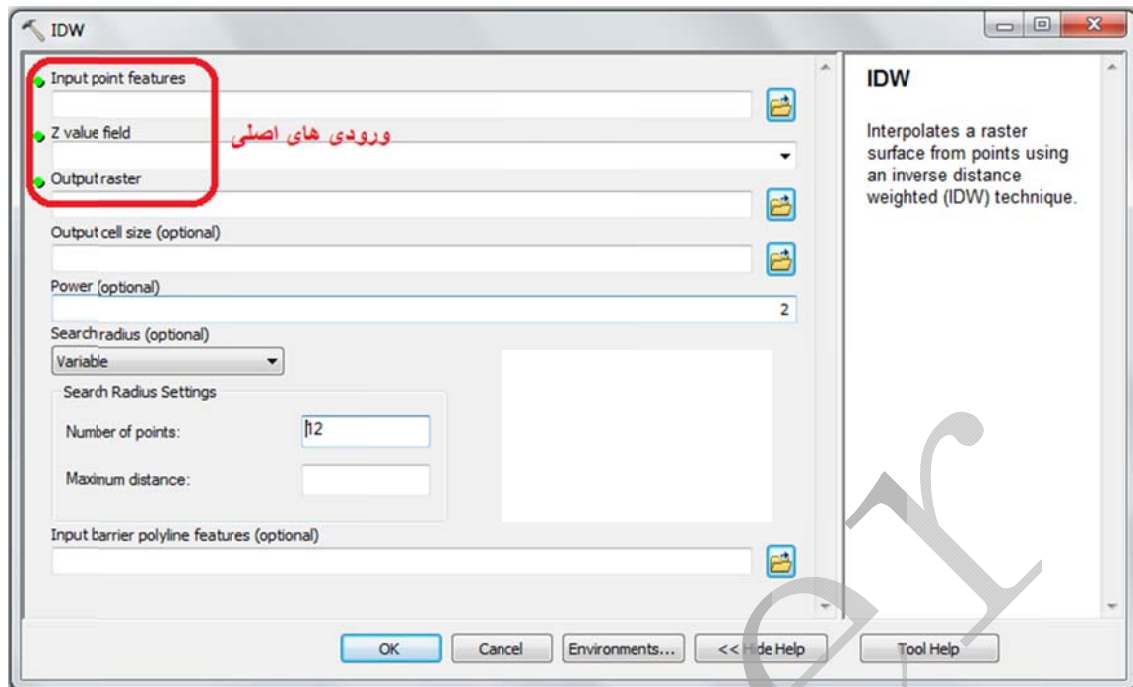 IDW
Input point features
Z value field
ورودی های اصلی
Output raster
Output cell size (optional)
Power (optional)
2
Search radius (optional)
Variable
Search Radius Settings
Number of points:
12
Maximum distance:
Input barrier polyline features (optional)
OK
Cancel
Environments...
<< Hide Help
Tool Help
IDW
Interpolates a raster
surface from points using
an inverse distance
weighted (IDW) technique.